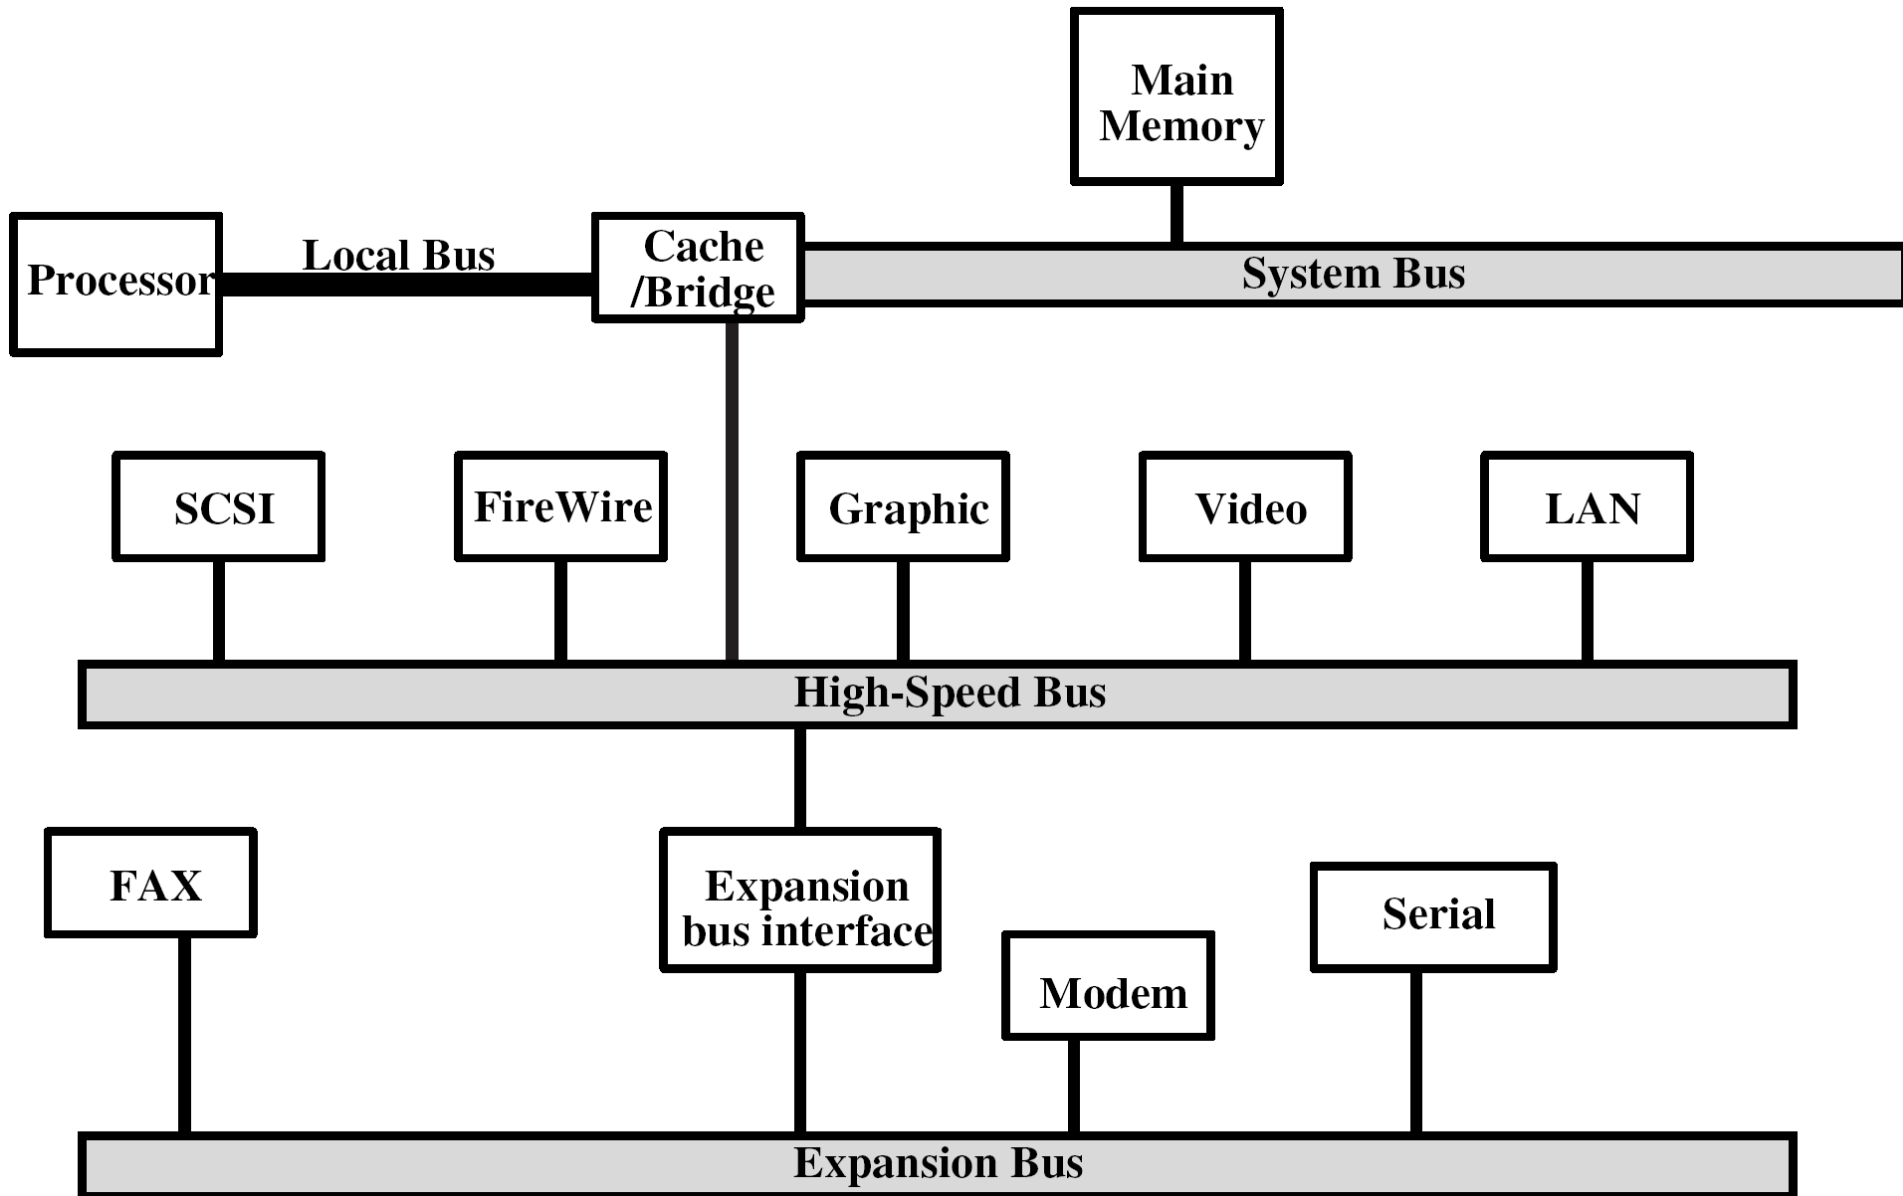 Main
Memory
Processor
Local Bus
Cache
/Bridge
System Bus
SCSI
FireWire
Graphic
Video
LAN
High-Speed Bus
FAX
Expansion
bus interface
Modem
Serial
Expansion Bus